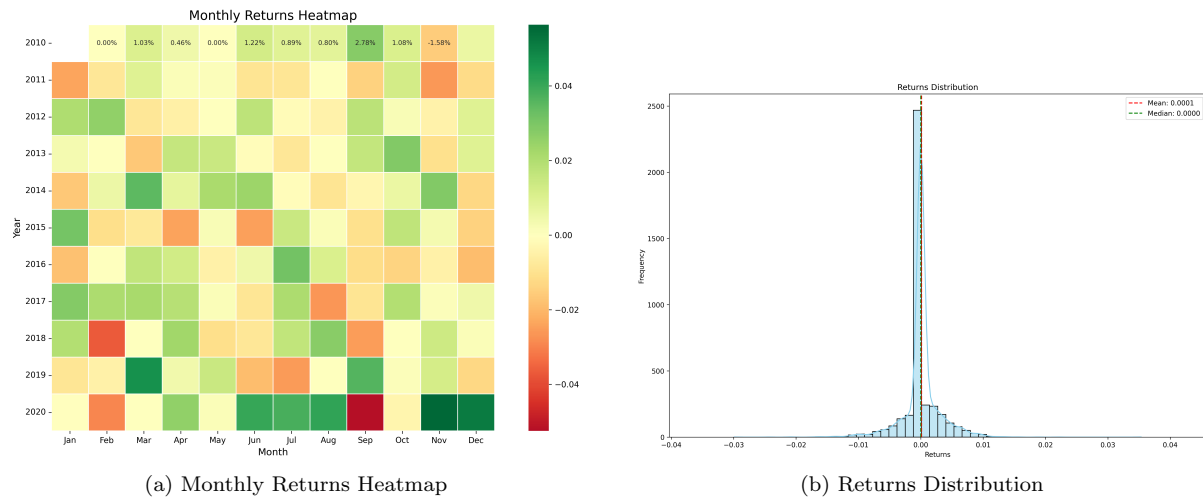 Monthly Returns Heatmap
2010 0.00% 1.03% 0.46% 0.00% 1.22% 0.89% 0.80% 2.78% 1.08% -1.58%
2011
2012
2013
2014
2015
2016
2017
2018
2019
2020
Year
Jan Feb Mar Apr May Jun Jul Aug Sep Oct Nov Dec
Month
0.04
0.02
0.00
−0.02
−0.04
(a) Monthly Returns Heatmap
Returns Distribution
Mean: 0.0001
Median: 0.0000
2500
2000
1500
1000
500
0
Frequency
−0.04 −0.03 −0.02 −0.01 0.00 0.01 0.02 0.03 0.04
Returns
(b) Returns Distribution